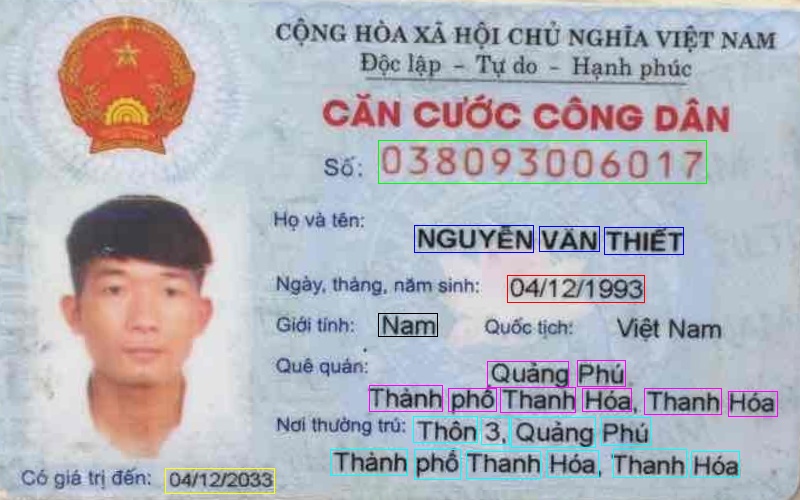 CỘNG HÒA XÃ HỘI CHỦ NGHĨA VIỆT NAM
Độc lập - Tự do - Hạnh phúc
CĂN CƯỚC CÔNG DÂN
Số: 038093006017
Họ và tên:
NGUYỄN VĂN THIẾT
Ngày, tháng, năm sinh: 04/12/1993
Giới tính: Nam Quốc tịch: Việt Nam
Quê quán: Quảng Phú
Thành phố Thanh Hóa, Thanh Hóa
Nơi thường trú: Thôn 3, Quảng Phú
Thành phố Thanh Hóa, Thanh Hóa
Có giá trị đến: 04/12/2033